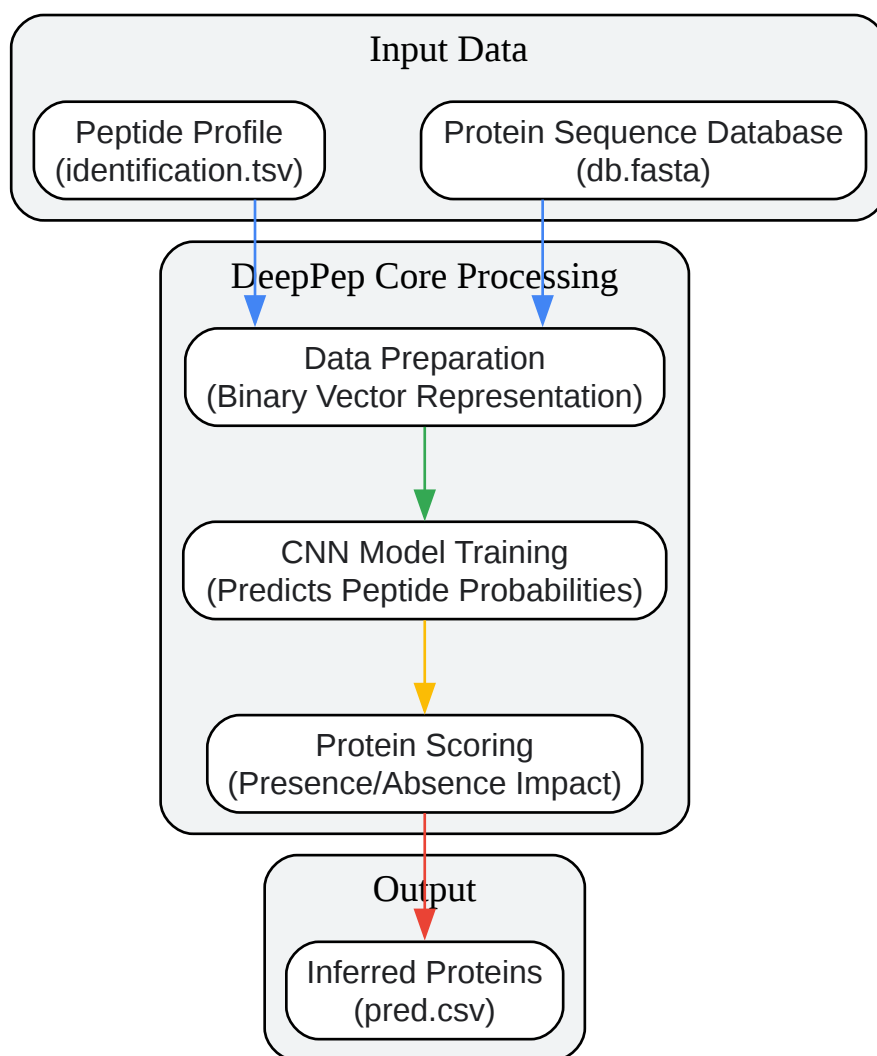 Input Data
Peptide Profile
(identification.tsv)
Protein Sequence Database
(db.fasta)
DeepPep Core Processing
Data Preparation
(Binary Vector Representation)
CNN Model Training
(Predicts Peptide Probabilities)
Protein Scoring
(Presence/Absence Impact)
Output
Inferred Proteins
(pred.csv)